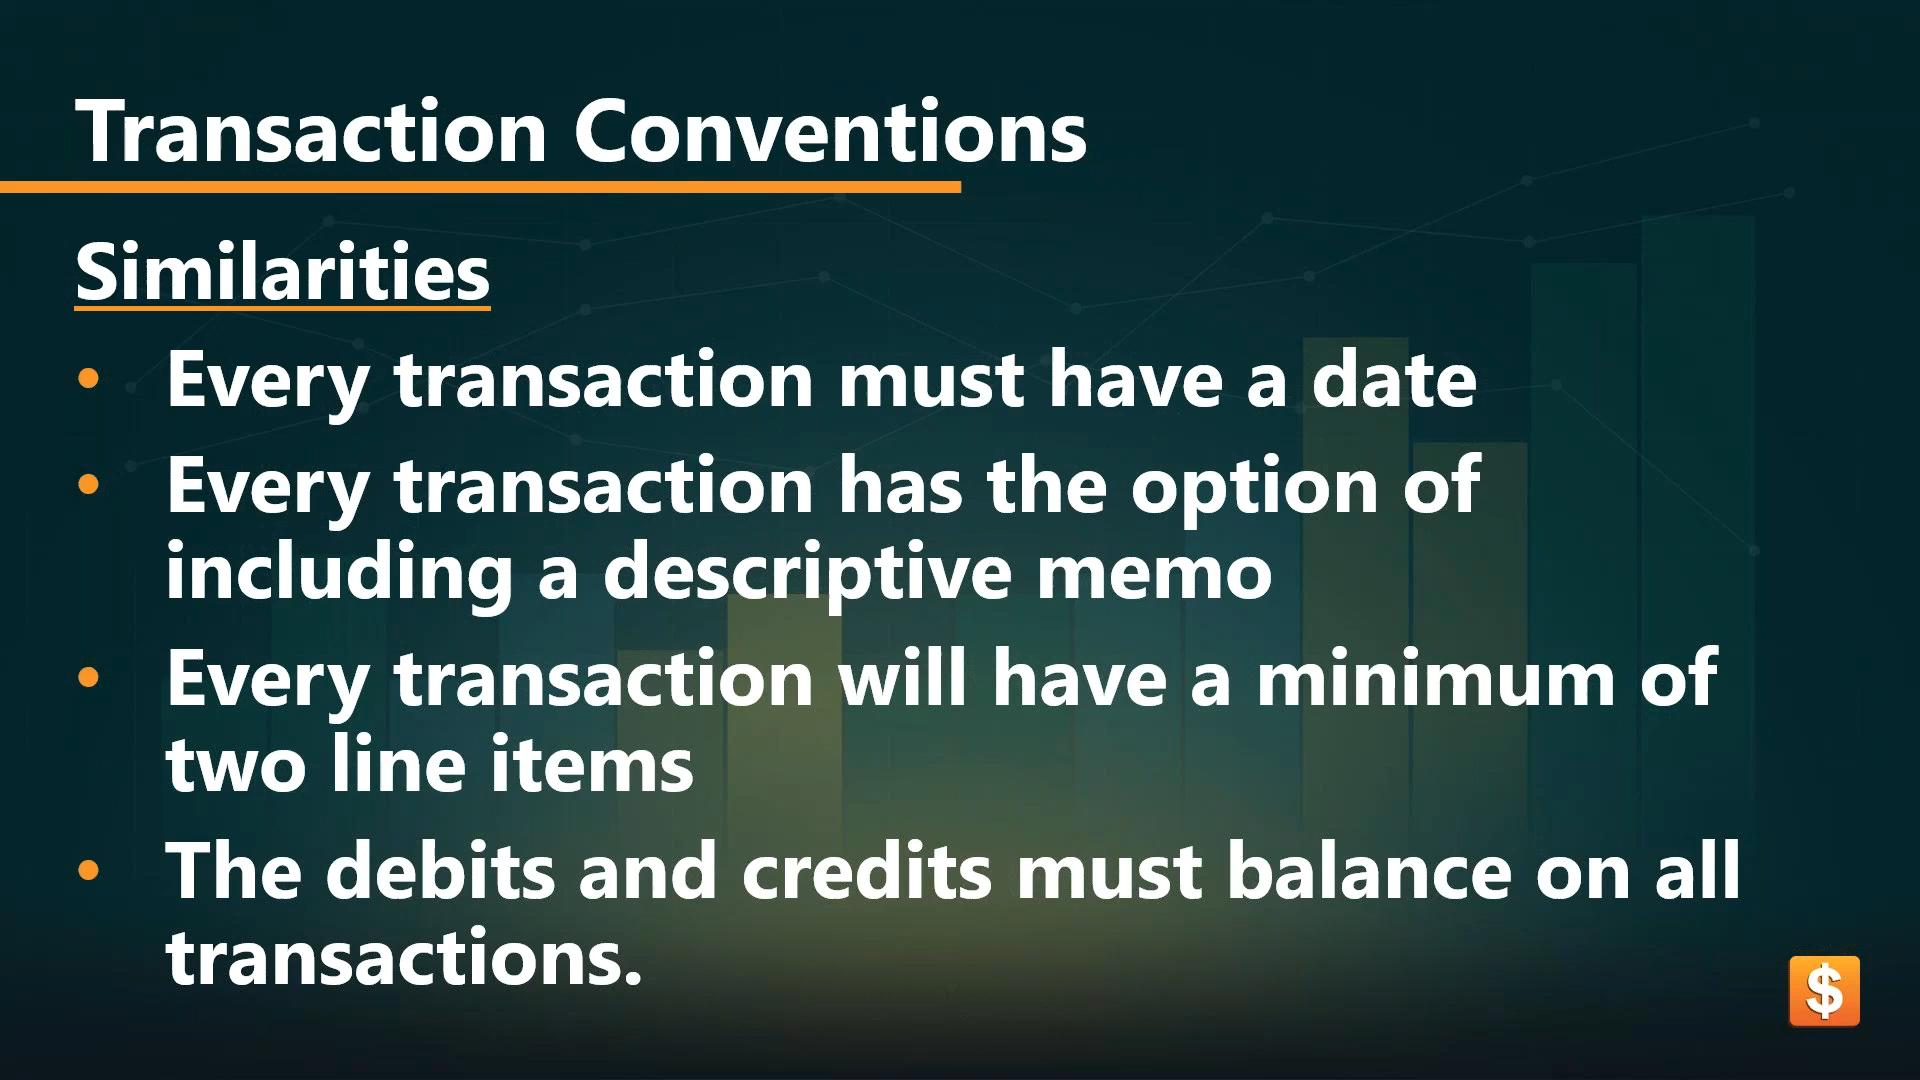 Transaction Conventions
Similarities
• Every transaction must have a date
• Every transaction has the option of
including a descriptive memo
• Every transaction will have a minimum of
two line items
• The debits and credits must balance on all
transactions.
$